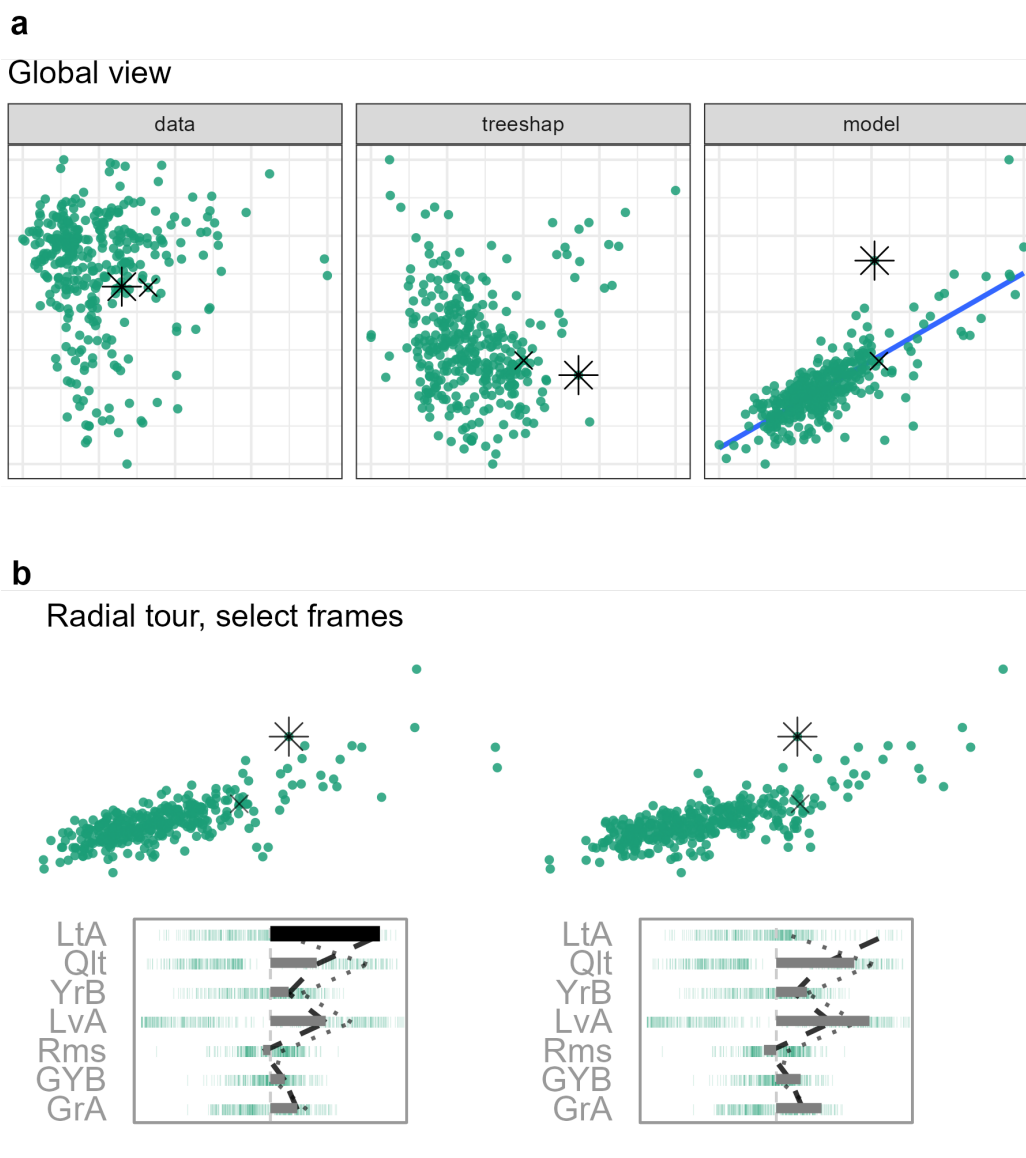 a
Global view
data treeshap model
b
Radial tour, select frames
LtA LtA
Qlt Qlt
YrB YrB
LvA LvA
Rms Rms
GYB GYB
GrA GrA